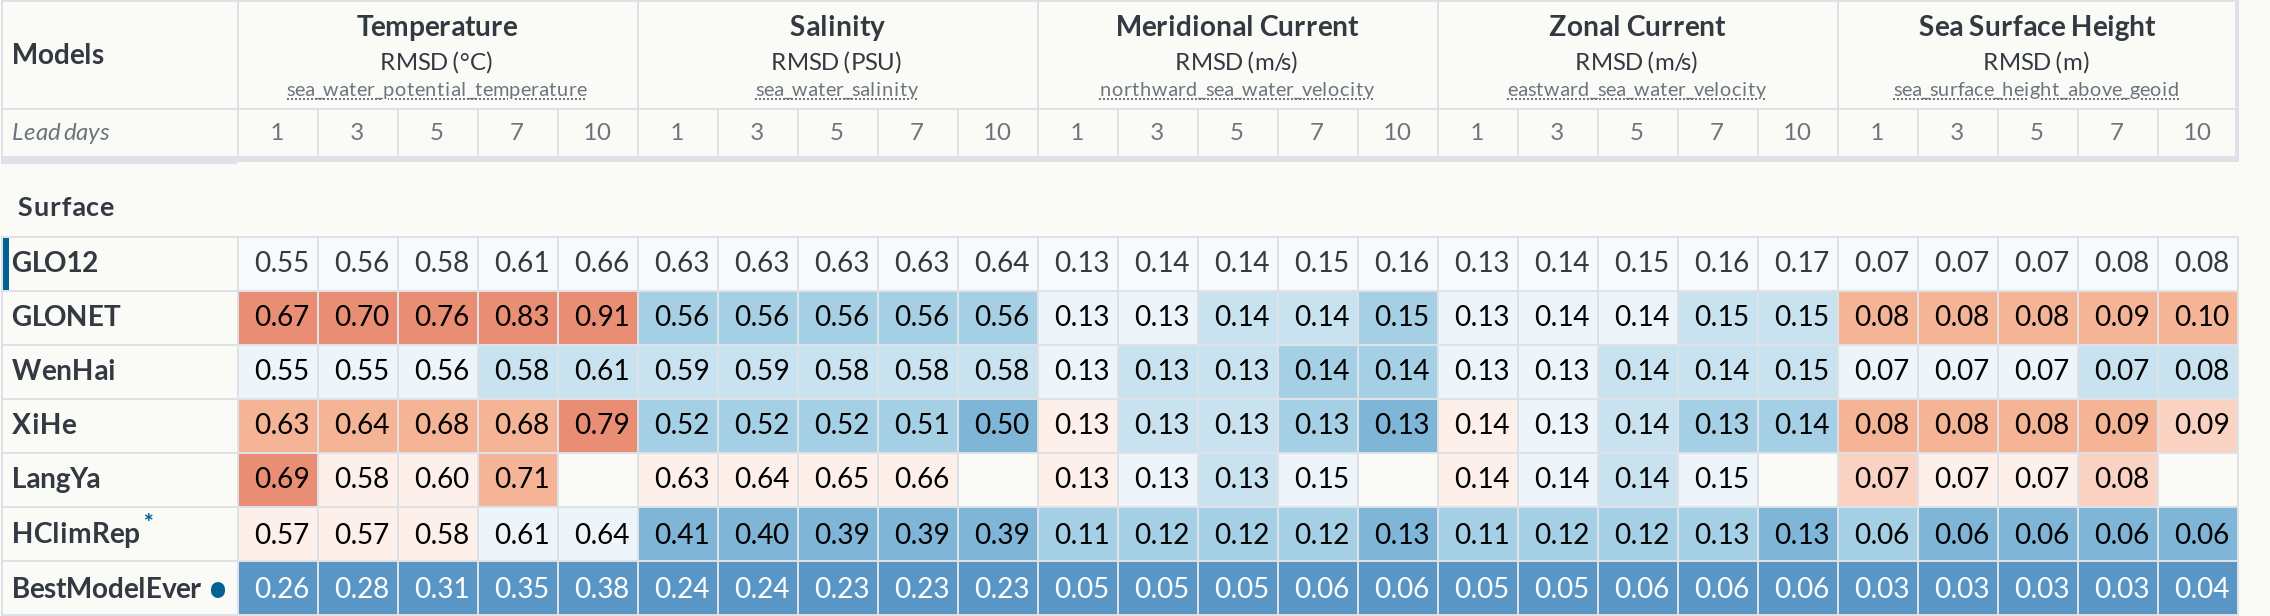 Models Temperature Salinity Meridional Current Zonal Current Sea Surface Height
RMSD (°C) RMSD (PSU) RMSD (m/s) RMSD (m/s) RMSD (m)
sea_water_potential_temperature sea_water_salinity northward_sea_water_velocity eastward_sea_water_velocity sea_surface_height_above_geoid
Lead days 1 3 5 7 10 1 3 5 7 10 1 3 5 7 10 1 3 5 7 10 1 3 5 7 10
Surface
GLO12 0.55 0.56 0.58 0.61 0.66 0.63 0.63 0.63 0.63 0.64 0.13 0.14 0.14 0.15 0.16 0.13 0.14 0.15 0.16 0.17 0.07 0.07 0.07 0.08 0.08
GLONET 0.67 0.70 0.76 0.83 0.91 0.56 0.56 0.56 0.56 0.56 0.13 0.13 0.14 0.14 0.15 0.13 0.14 0.14 0.15 0.15 0.08 0.08 0.08 0.09 0.10
WenHai 0.55 0.55 0.56 0.58 0.61 0.59 0.59 0.58 0.58 0.58 0.13 0.13 0.13 0.14 0.14 0.13 0.13 0.14 0.14 0.15 0.07 0.07 0.07 0.07 0.08
XiHe 0.63 0.64 0.68 0.68 0.79 0.52 0.52 0.52 0.51 0.50 0.13 0.13 0.13 0.13 0.13 0.14 0.13 0.14 0.13 0.14 0.08 0.08 0.08 0.09 0.09
LangYa 0.69 0.58 0.60 0.71 0.63 0.64 0.65 0.66 0.13 0.13 0.13 0.15 0.14 0.14 0.14 0.15 0.07 0.07 0.07 0.08
HClimRep * 0.57 0.57 0.58 0.61 0.64 0.41 0.40 0.39 0.39 0.39 0.11 0.12 0.12 0.12 0.13 0.11 0.12 0.12 0.13 0.13 0.06 0.06 0.06 0.06 0.06
BestModelEver ● 0.26 0.28 0.31 0.35 0.38 0.24 0.24 0.23 0.23 0.23 0.05 0.05 0.05 0.06 0.06 0.05 0.05 0.06 0.06 0.06 0.03 0.03 0.03 0.03 0.04